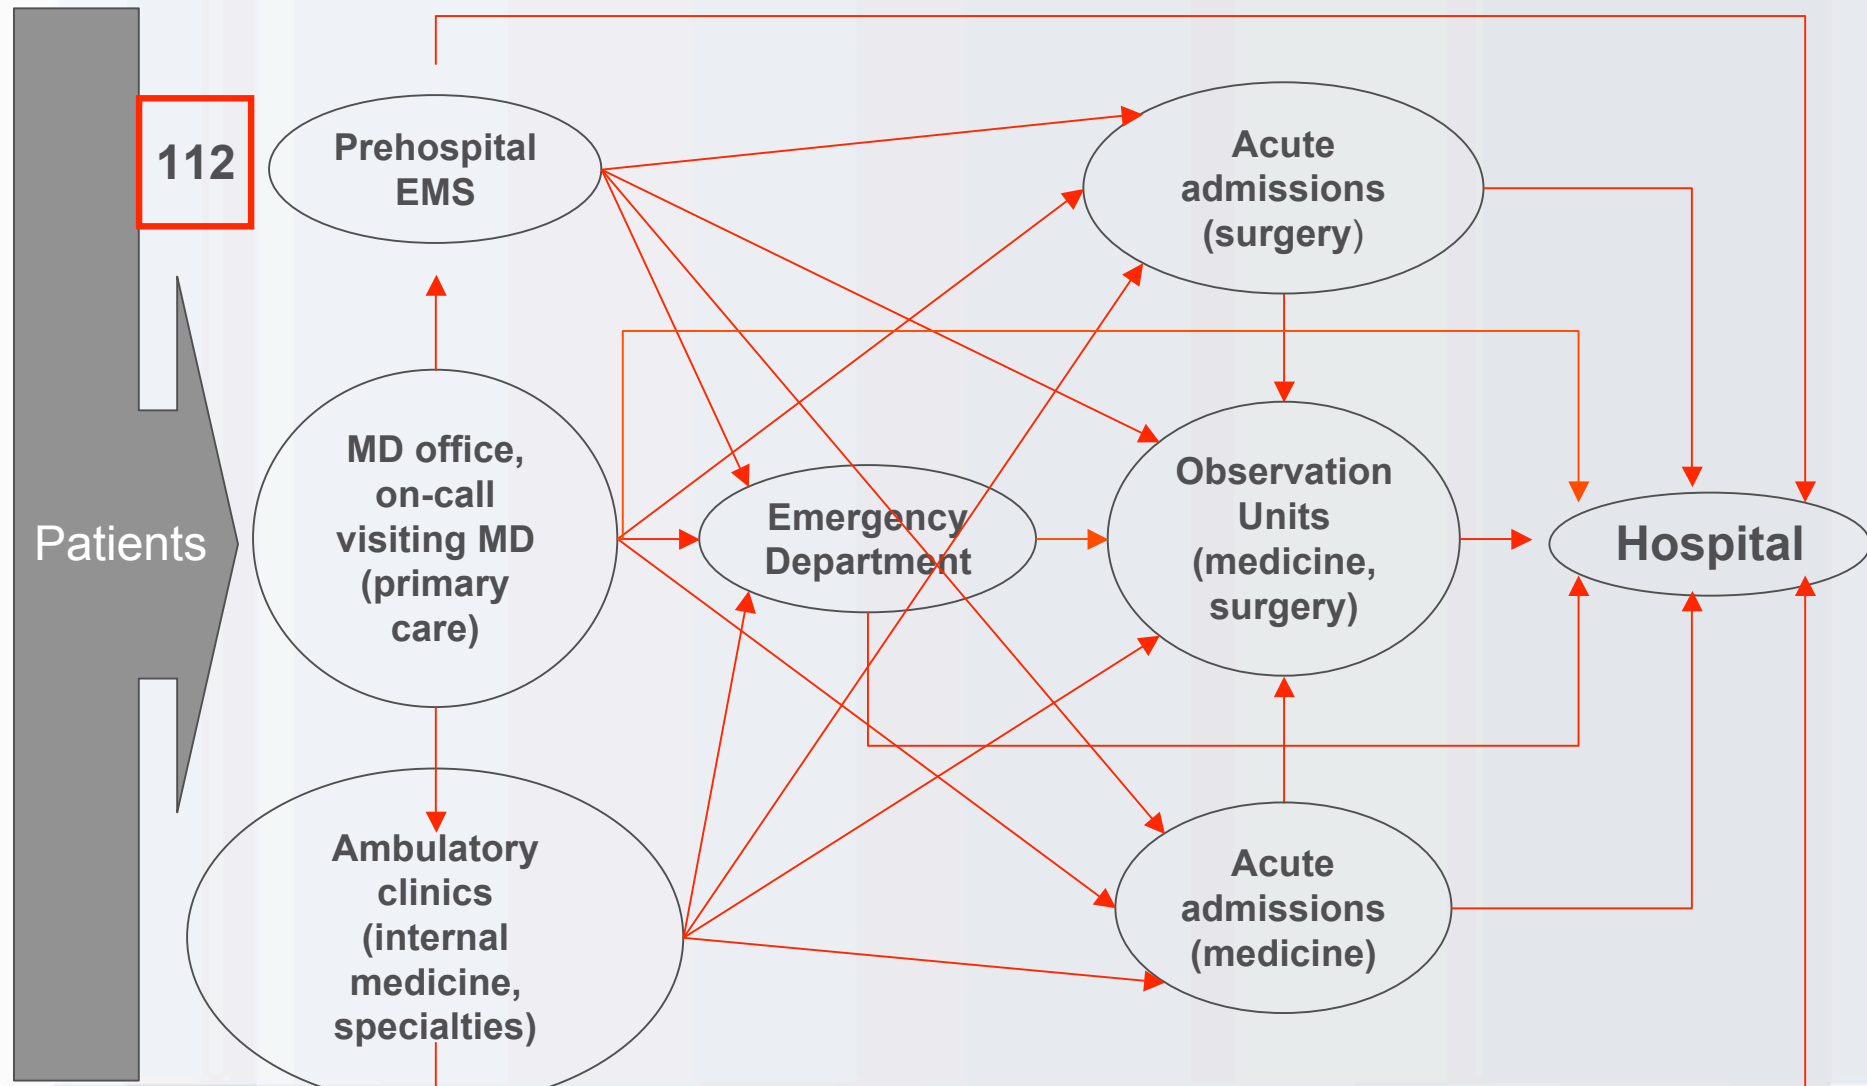 112
Prehospital
EMS
Acute
admissions
(surgery)
Patients
MD office,
on-call
visiting MD
(primary
care)
Emergency
Department
Observation
Units
(medicine,
surgery)
Hospital
Ambulatory
clinics
(internal
medicine,
specialties)
Acute
admissions
(medicine)